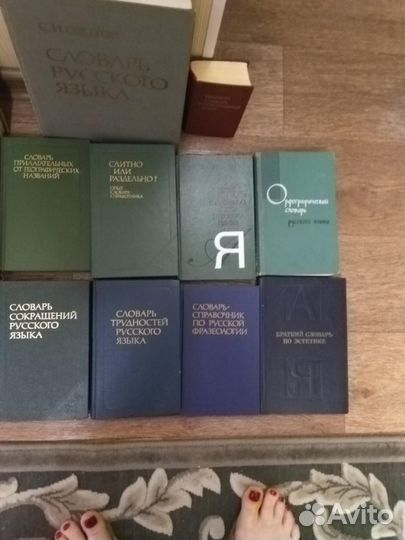 С. И. ОЖЕГОВ
СЛОВАРЬ
РУССКОГО
ЯЗЫКА
СЛОВАРЬ
ПРИЛАГАТЕЛЬНЫХ
ОТ ГЕОГРАФИЧЕСКИХ
НАЗВАНИЙ
СЛИТНО
ИЛИ
РАЗДЕЛЬНО?
ОПЫТ
СЛОВАРЯ-
СПРАВОЧНИКА
Я
Орфографический
словарь
русского языка
СЛОВАРЬ
СОКРАЩЕНИЙ
РУССКОГО
ЯЗЫКА
СЛОВАРЬ
ТРУДНОСТЕЙ
РУССКОГО
ЯЗЫКА
СЛОВАРЬ-
СПРАВОЧНИК
ПО РУССКОЙ
ФРАЗЕОЛОГИИ
А
КРАТКИЙ СЛОВАРЬ
ПО ЭСТЕТИКЕ
Я
Avito